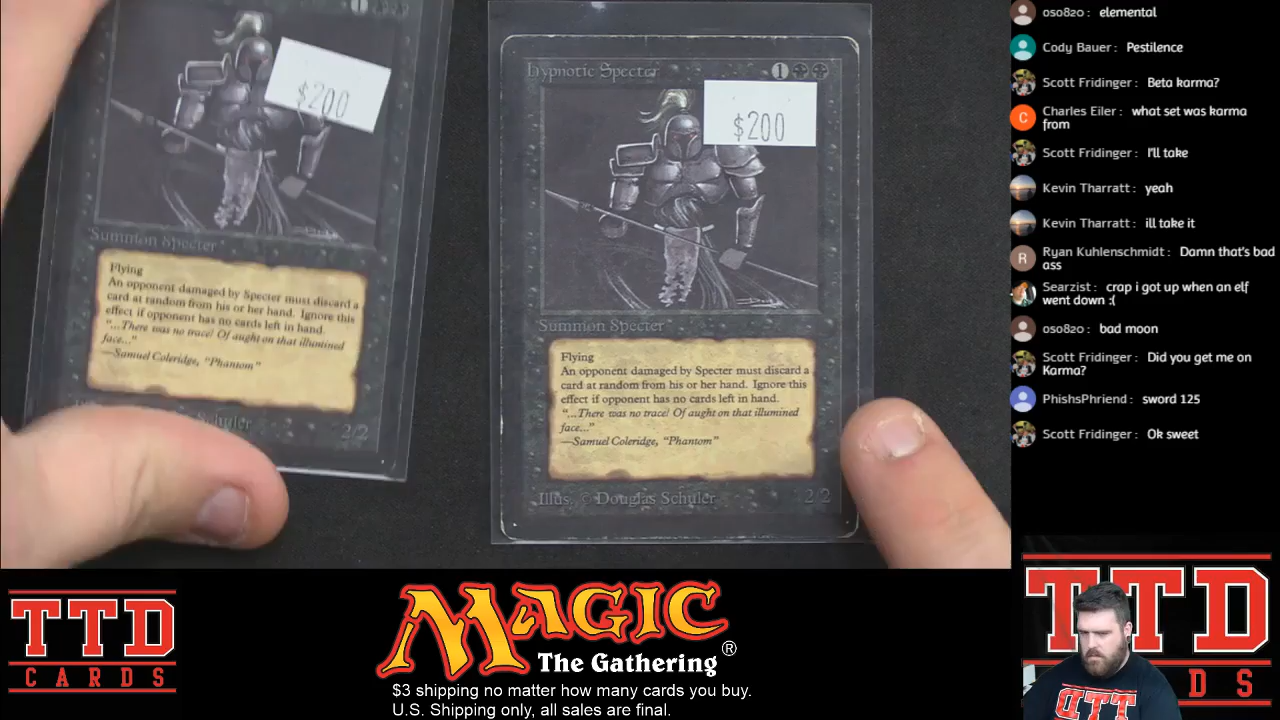 $200
Summon Specter
Flying
An opponent damaged by Specter must discard a
card at random from his or her hand. Ignore this
effect if opponent has no cards left in hand.
"...There was no trace! Of aught on that illumined
face..."
—Samuel Coleridge, "Phantom"
Schuler
2/2
Hypnotic Specter
1
$200
Summon Specter
Flying
An opponent damaged by Specter must discard a
card at random from his or her hand. Ignore this
effect if opponent has no cards left in hand.
"...There was no trace! Of aught on that illumined
face..."
—Samuel Coleridge, "Phantom"
Illus. © Douglas Schuler
2/2
oso820 : elemental
Cody Bauer : Pestilence
Scott Fridinger : Beta karma?
C
Charles Eiler : what set was karma
from
Scott Fridinger : I'll take
Kevin Tharratt : yeah
Kevin Tharratt : ill take it
R
Ryan Kuhlenschmidt : Damn that's bad
ass
Searzist : crap i got up when an elf
went down :(
oso820 : bad moon
Scott Fridinger : Did you get me on
Karma?
PhishsPhriend : sword 125
Scott Fridinger : Ok sweet
TTD
CARDS
MAGIC
The Gathering®
$3 shipping no matter how many cards you buy.
U.S. Shipping only, all sales are final.
TTD
DS
TTD